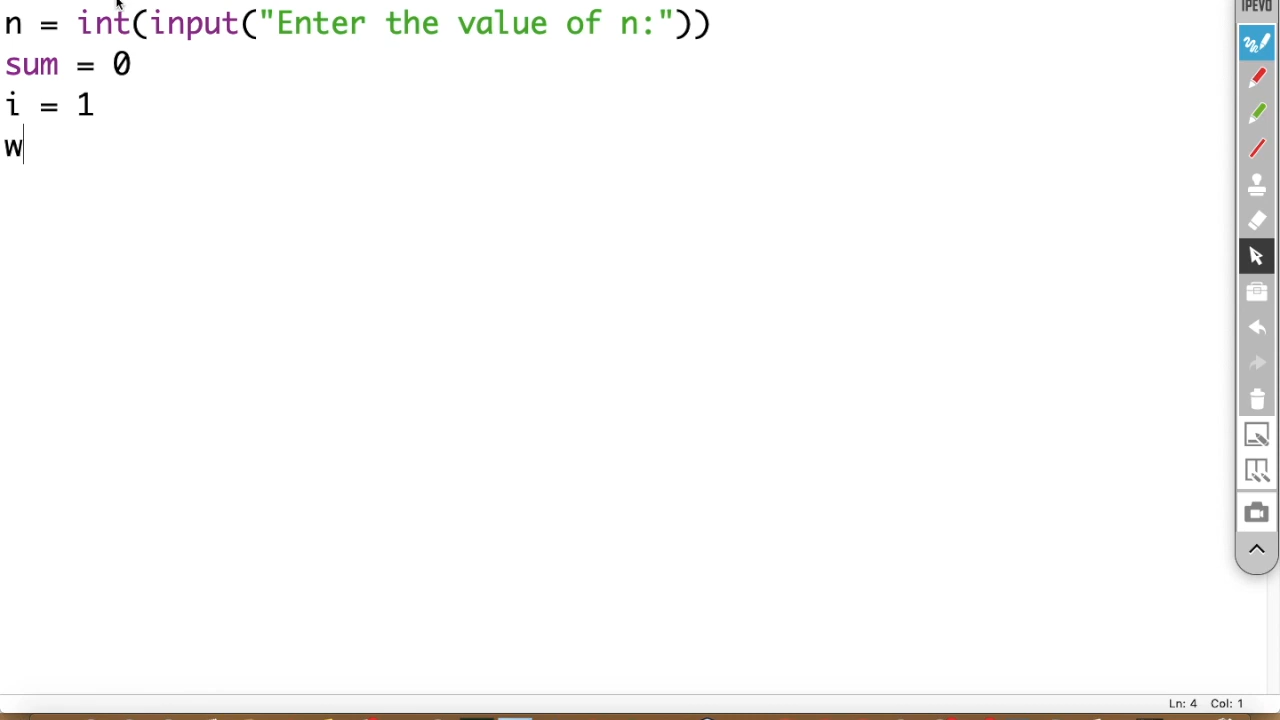 n = int(input("Enter the value of n:"))
sum = 0
i = 1
w
IPEVO
Ln: 4 Col: 1